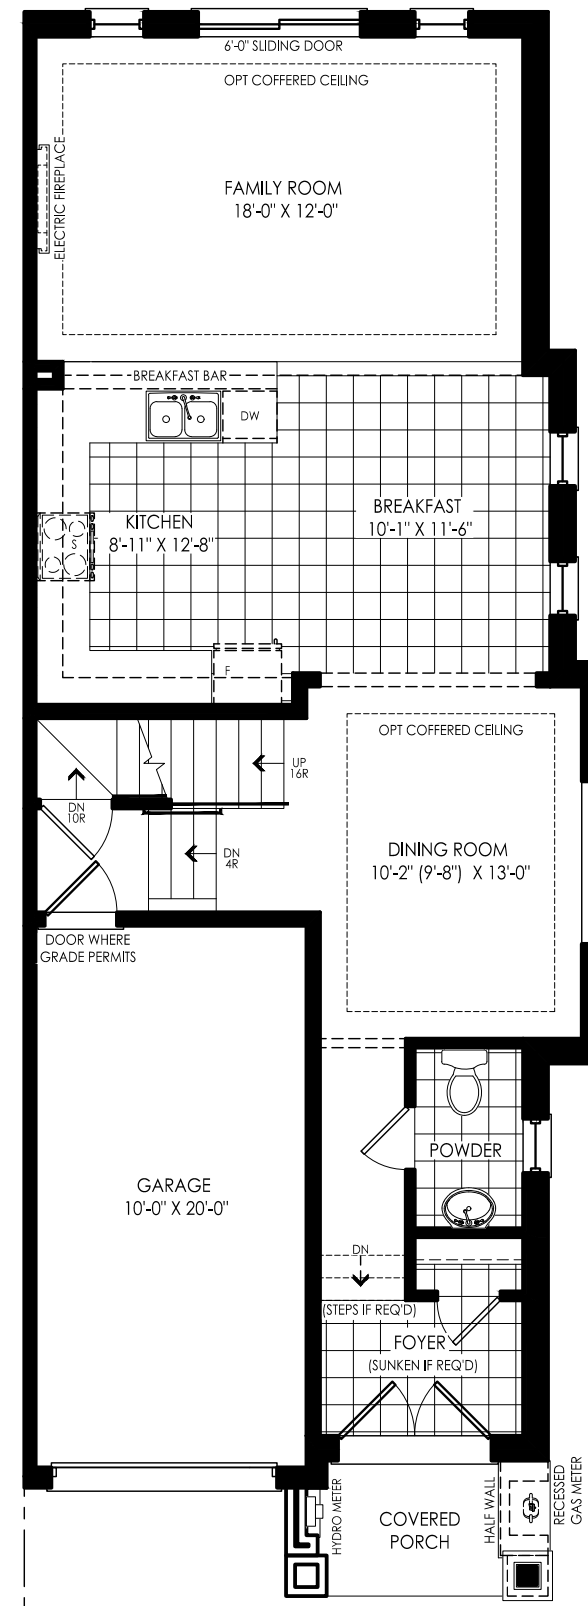 6'-0" SLIDING DOOR
OPT COFFERED CEILING
ELECTRIC FIREPLACE
FAMILY ROOM
18'-0" X 12'-0"
BREAKFAST BAR
DW
BREAKFAST
10'-1" X 11'-6"
KITCHEN
8'-11" X 12'-8"
S
F
OPT COFFERED CEILING
UP
16R
DN
10R
DN
4R
DINING ROOM
10'-2" (9'-8") X 13'-0"
DOOR WHERE
GRADE PERMITS
POWDER
GARAGE
10'-0" X 20'-0"
DN
(STEPS IF REQ'D)
FOYER
(SUNKEN IF REQ'D)
HYDRO METER
COVERED
PORCH
HALF WALL
RECESSED
GAS METER